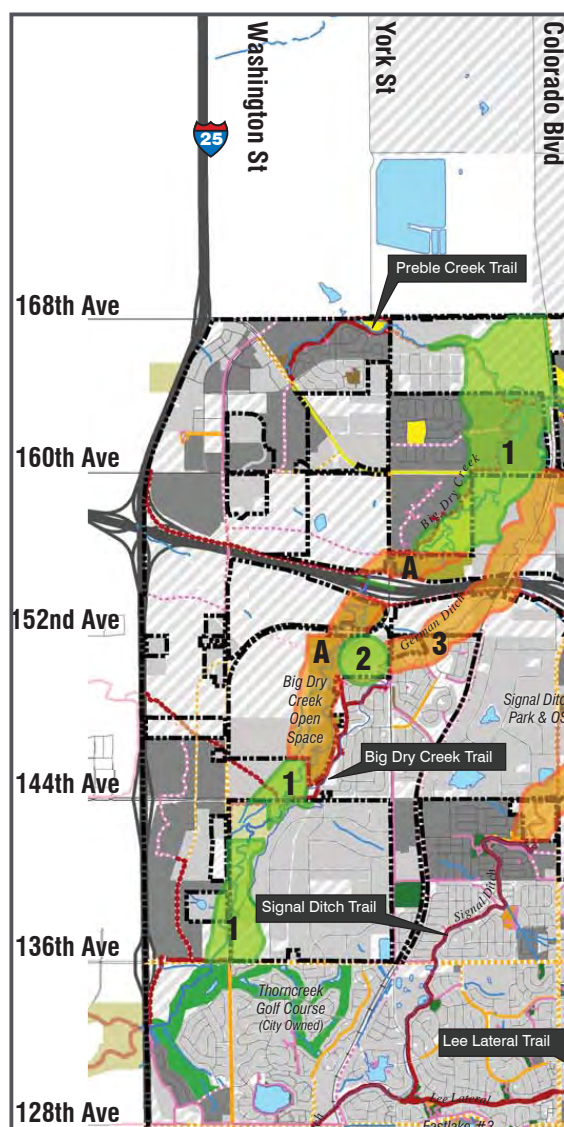 Washington St
York St
Colorado Blvd
25
Preble Creek Trail
168th Ave
1
160th Ave
Big Dry Creek
A
152nd Ave
German Ditch
A
2
3
Big Dry
Creek
Open
Space
Signal Ditc
Park & OS
Big Dry Creek Trail
1
144th Ave
Signal Ditch Trail
Signal Ditch
1
136th Ave
Thorncreek
Golf Course
(City Owned)
Lee Lateral Trail
Lee Lateral
128th Ave
Eastlake #3